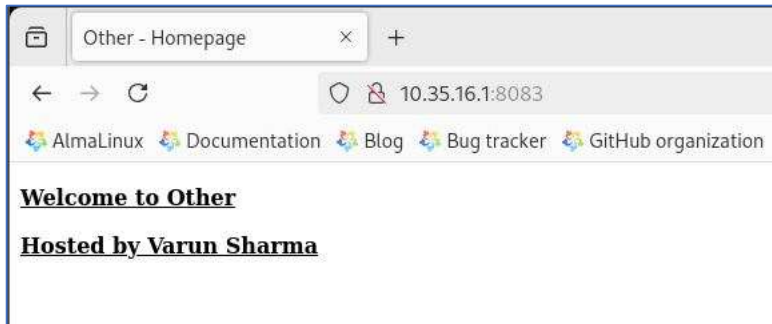 Other - Homepage
10.35.16.1:8083
AlmaLinux Documentation Blog Bug tracker GitHub organization
Welcome to Other
Hosted by Varun Sharma